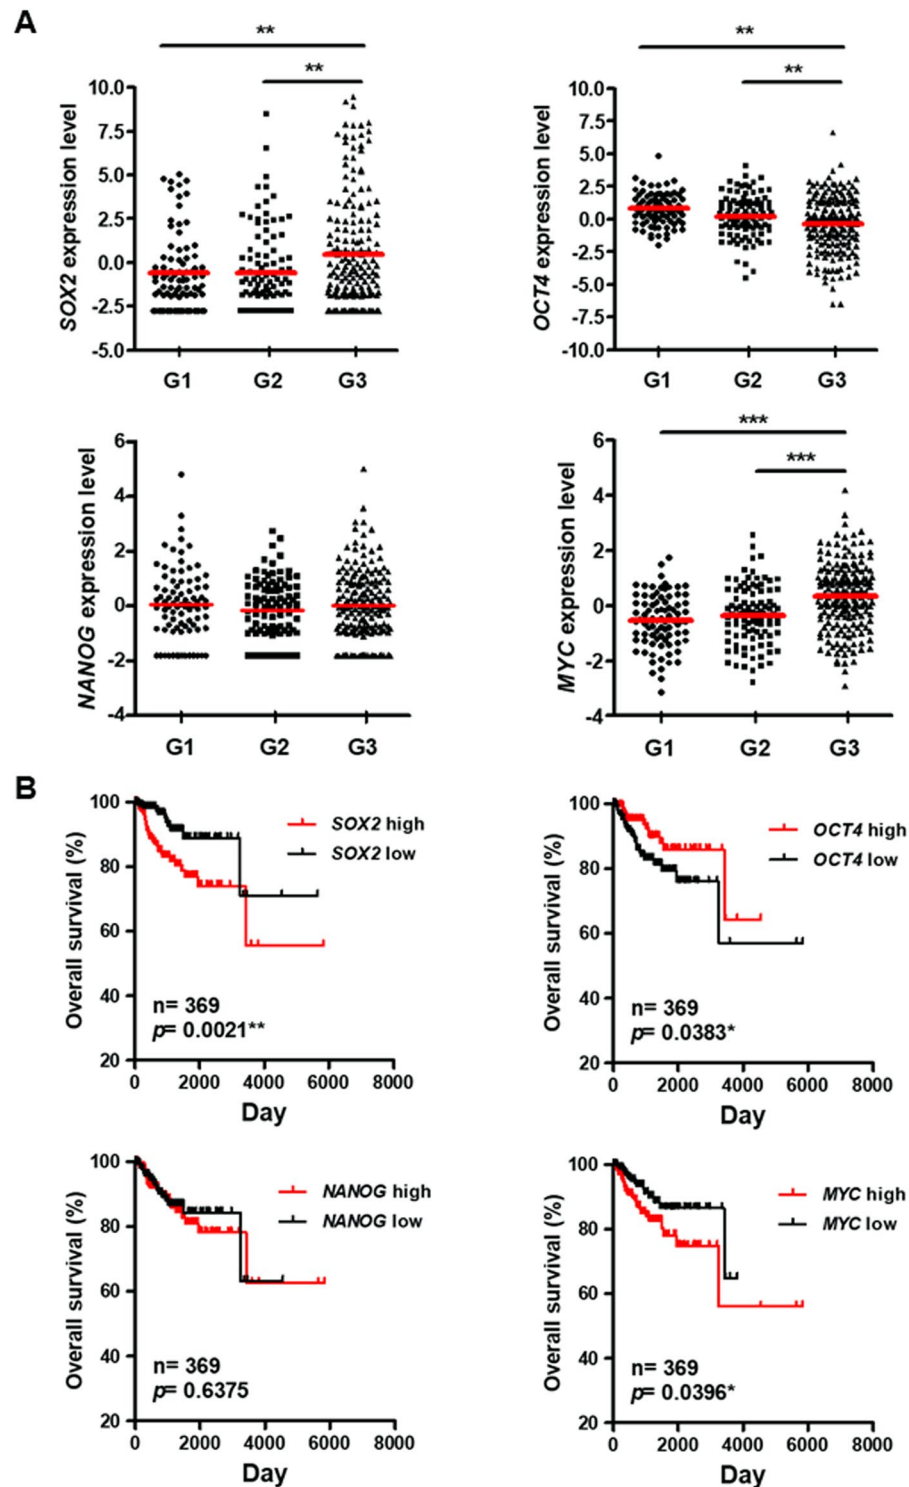 A
**
**
SOX2 expression level
10.0
7.5
5.0
2.5
0.0
-2.5
-5.0
G1 G2 G3
**
**
OCT4 expression level
10.0
7.5
5.0
2.5
0.0
-2.5
-5.0
-7.5
-10.0
G1 G2 G3
NANOG expression level
6
4
2
0
-2
-4
G1 G2 G3
***
***
MYC expression level
6
4
2
0
-2
-4
G1 G2 G3
B
Overall survival (%)
100
80
60
40
20
SOX2 high
SOX2 low
n= 369
p= 0.0021**
0 2000 4000 6000 8000
Day
Overall survival (%)
100
80
60
40
20
OCT4 high
OCT4 low
n= 369
p= 0.0383*
0 2000 4000 6000 8000
Day
Overall survival (%)
100
80
60
40
20
NANOG high
NANOG low
n= 369
p= 0.6375
0 2000 4000 6000 8000
Day
Overall survival (%)
100
80
60
40
20
MYC high
MYC low
n= 369
p= 0.0396*
0 2000 4000 6000 8000
Day